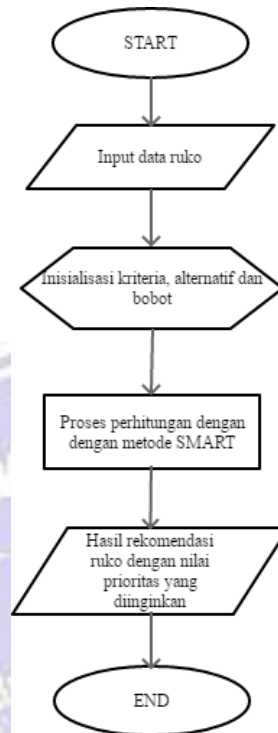 START
Input data ruko
Inisialisasi kriteria, alternatif dan
bobot
Proses perhitungan dengan
dengan metode SMART
Hasil rekomendasi
ruko dengan nilai
prioritas yang
diinginkan
END